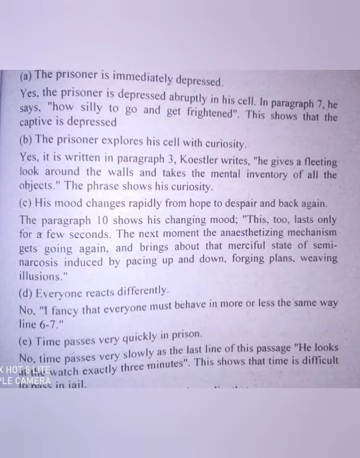 (a) The prisoner is immediately depressed.
Yes, the prisoner is depressed abruptly in his cell. In paragraph 7, he
says, "how silly to go and get frightened". This shows that the
captive is depressed
(b) The prisoner explores his cell with curiosity.
Yes, it is written in paragraph 3, Koestler writes, "he gives a fleeting
look around the walls and takes the mental inventory of all the
objects." The phrase shows his curiosity.
(c) His mood changes rapidly from hope to despair and back again.
The paragraph 10 shows his changing mood; "This, too, lasts only
for a few seconds. The next moment the anaesthetizing mechanism
gets going again, and brings about that merciful state of semi-
narcosis induced by pacing up and down, forging plans, weaving
illusions."
(d) Everyone reacts differently.
No, "I fancy that everyone must behave in more or less the same way
line 6-7."
(e) Time passes very quickly in prison.
No, time passes very slowly as the last line of this passage "He looks
watch exactly three minutes". This shows that time is difficult
in jail.
X HOT
LE CAMERA